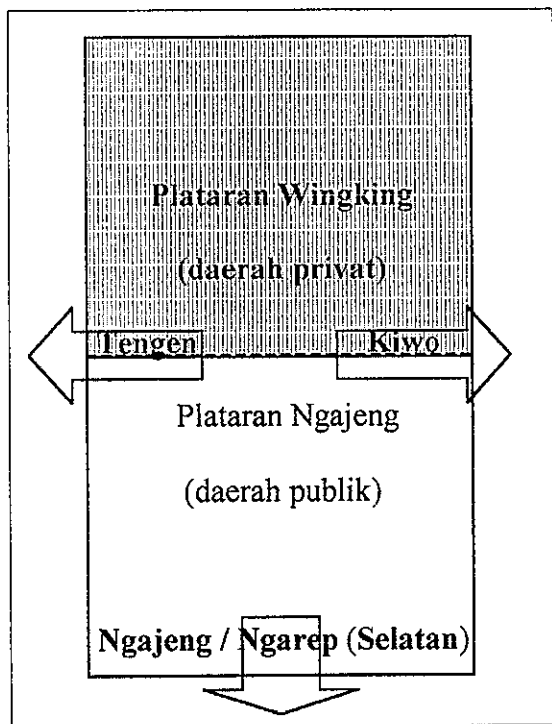 Plataran Wingking
(daerah privat)
Tengen Kiwo
Plataran Ngajeng
(daerah publik)
Ngajeng / Ngarep (Selatan)